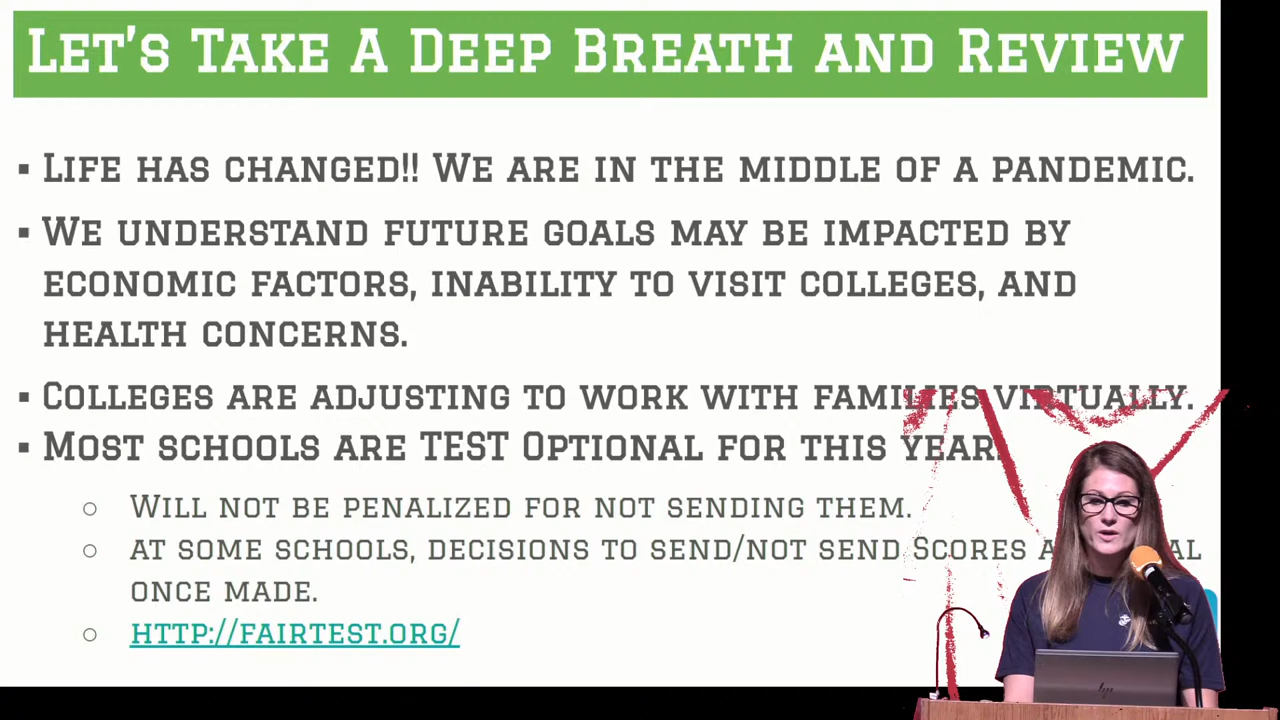 Let's Take A Deep Breath and Review
▪ Life has changed!! We are in the middle of a pandemic.
▪ We understand future goals may be impacted by
economic factors, inability to visit colleges, and
health concerns.
▪ Colleges are adjusting to work with families virtually.
▪ Most schools are TEST Optional for this year
○ Will not be penalized for not sending them.
○ at some schools, decisions to send/not send Scores
once made.
○ http://fairtest.org/
hp